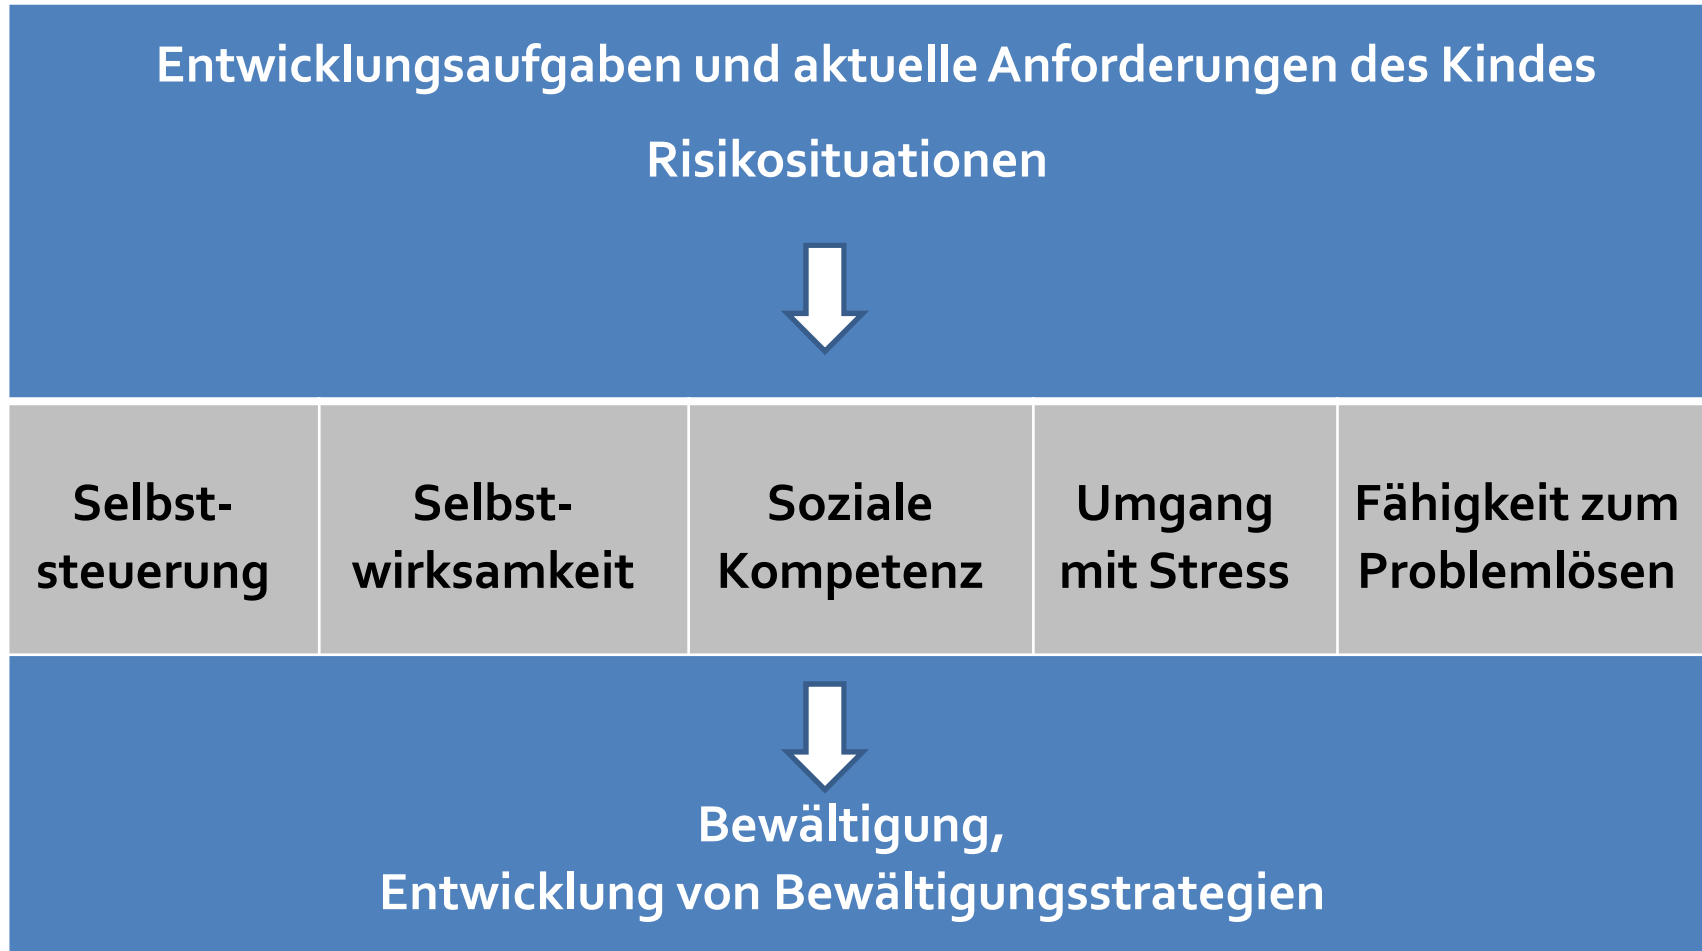 Entwicklungsaufgaben und aktuelle Anforderungen des Kindes
Risikosituationen
Selbst-
steuerung
Selbst-
wirksamkeit
Soziale
Kompetenz
Umgang
mit Stress
Fähigkeit zum
Problemlösen
Bewältigung,
Entwicklung von Bewältigungsstrategien